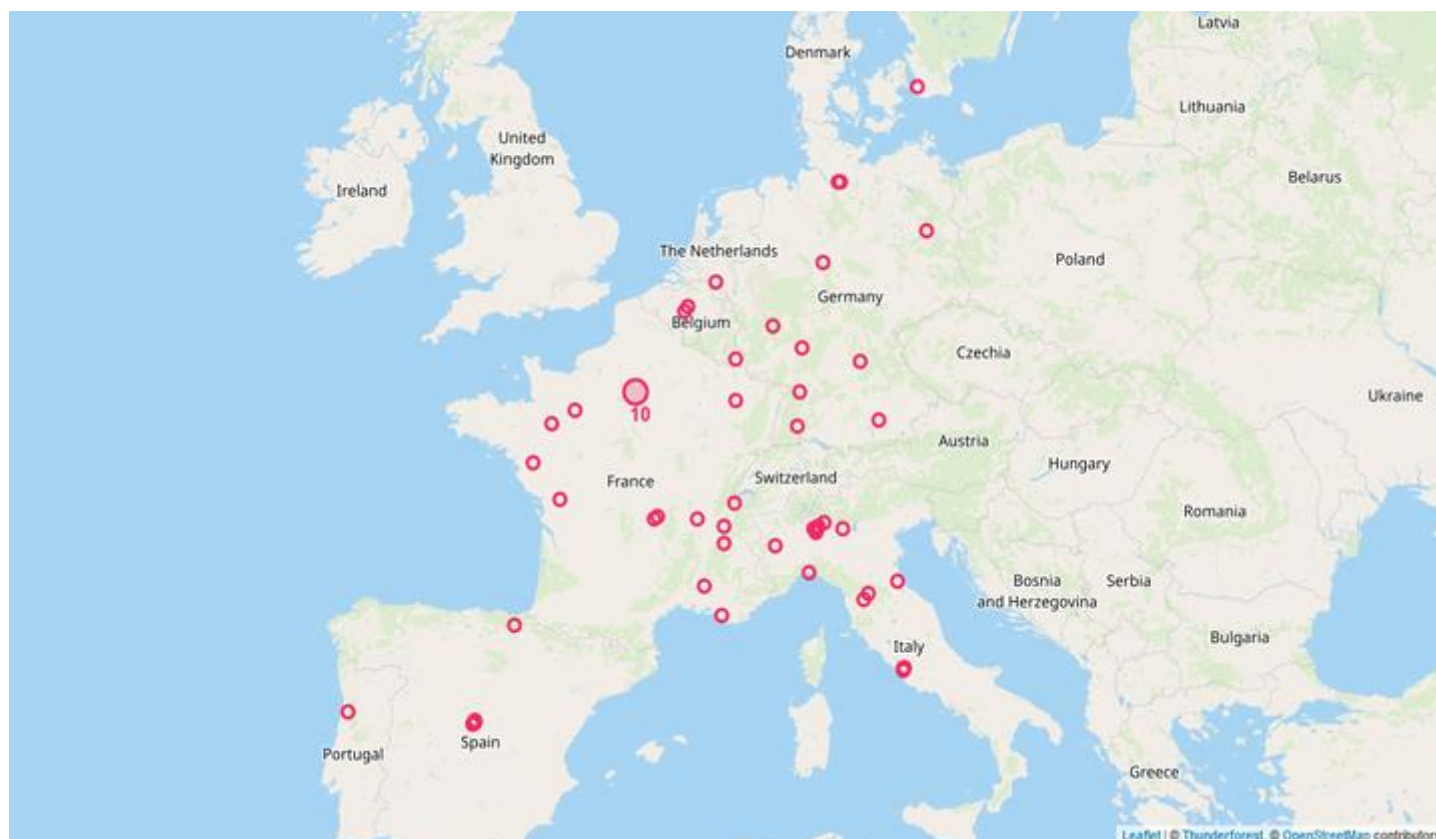 Latvia
Denmark
Lithuania
United
Kingdom
Belarus
Ireland
The Netherlands
Poland
Germany
Belgium
Czechia
Ukraine
10
Austria
Hungary
Switzerland
France
Romania
Bosnia
and Herzegovina
Serbia
Bulgaria
Italy
Spain
Portugal
Greece
Leaflet | © Thunderforest, © OpenStreetMap contributor